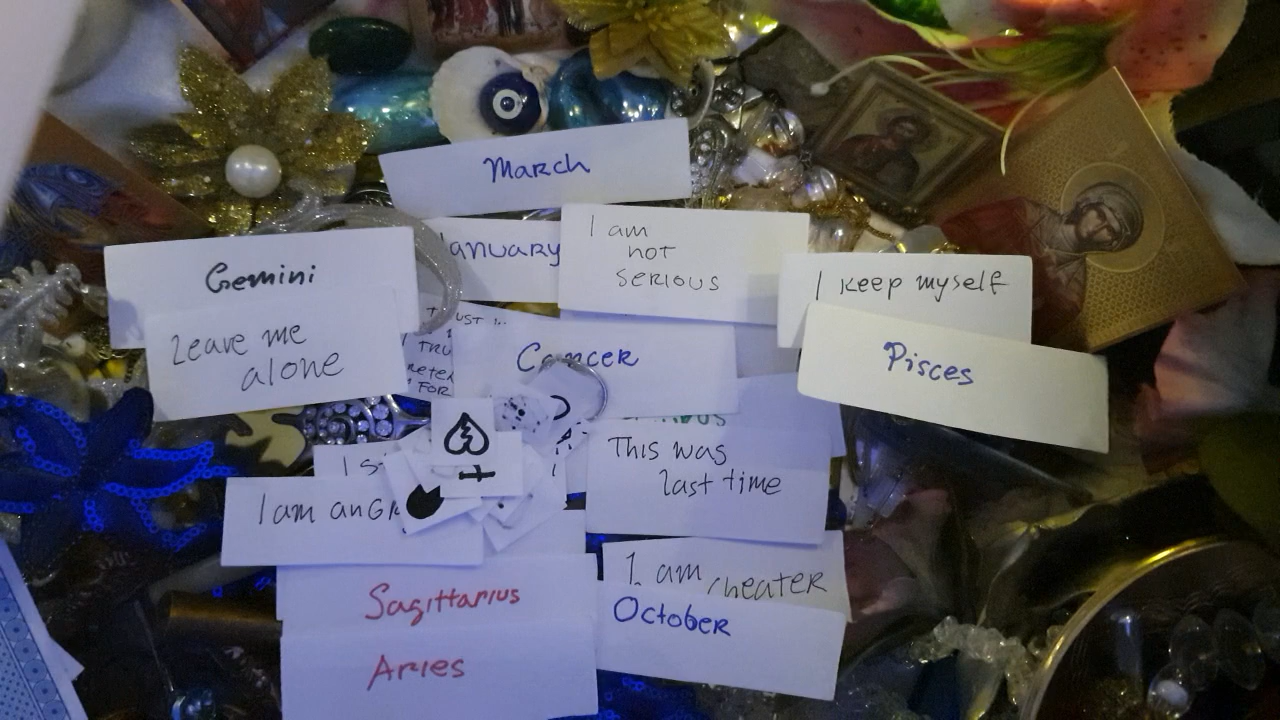 March
January
I am
not
serious
Gemini
I keep myself
Leave me
alone
Cancer
Pisces
FOR
This was
last time
I am
I am cheater
October
Sagittarius
Aries